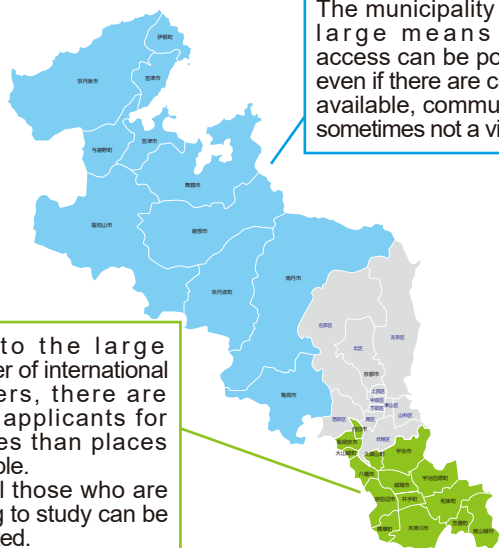 The municipality
large means
access can be po
even if there are c
available, commu
sometimes not a vi
伊根町
京丹後市
宮津市
与謝野町
宮津市
舞鶴市
福知山市
綾部市
京丹波町
南丹市
亀岡市
右京区
北区
左京区
京都市
上京区
中京区
下京区
東山区
山科区
西京区
南区
伏見区
向日市
長岡京市
大山崎町
久御山町
宇治市
八幡市
城陽市
宇治田原町
京田辺市
井手町
和束町
精華町
木津川市
笠置町
南山城村
to the large
er of international
ers, there are
applicants for
es than places
ble.
l those who are
g to study can be
ed.